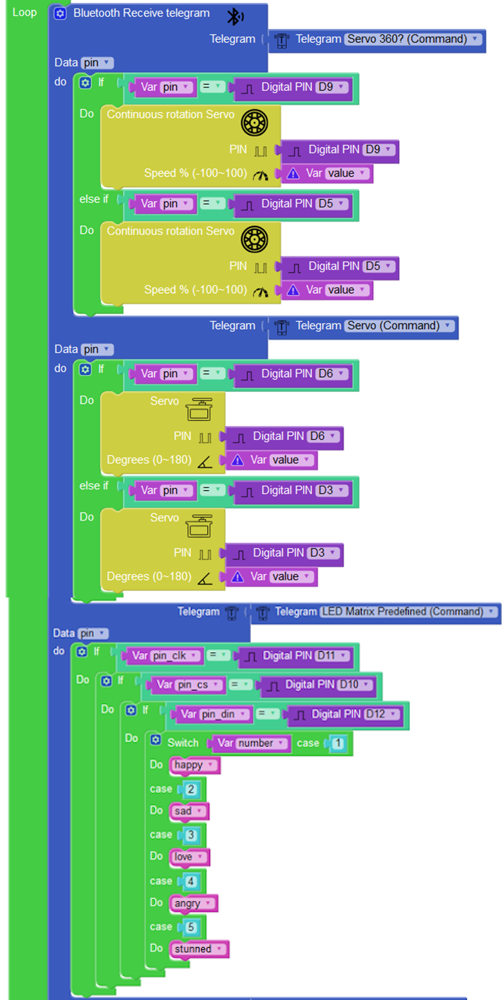 Loop Bluetooth Receive telegram
Telegram Telegram Servo 360? (Command)
Data pin
do If Var pin = Digital PIN D9
Do Continuous rotation Servo
PIN Digital PIN D9
Speed % (-100~100) Var value
else if Var pin = Digital PIN D5
Do Continuous rotation Servo
PIN Digital PIN D5
Speed % (-100~100) Var value
Telegram Telegram Servo (Command)
Data pin
do If Var pin = Digital PIN D6
Do Servo
PIN Digital PIN D6
Degrees (0~180) Var value
else if Var pin = Digital PIN D3
Do Servo
PIN Digital PIN D3
Degrees (0~180) Var value
Telegram Telegram LED Matrix Predefined (Command)
Data pin
do If Var pin_clk = Digital PIN D11
Do If Var pin_cs = Digital PIN D10
Do If Var pin_din = Digital PIN D12
Do Switch Var number case 1
Do happy
case 2
Do sad
case 3
Do love
case 4
Do angry
case 5
Do stunned